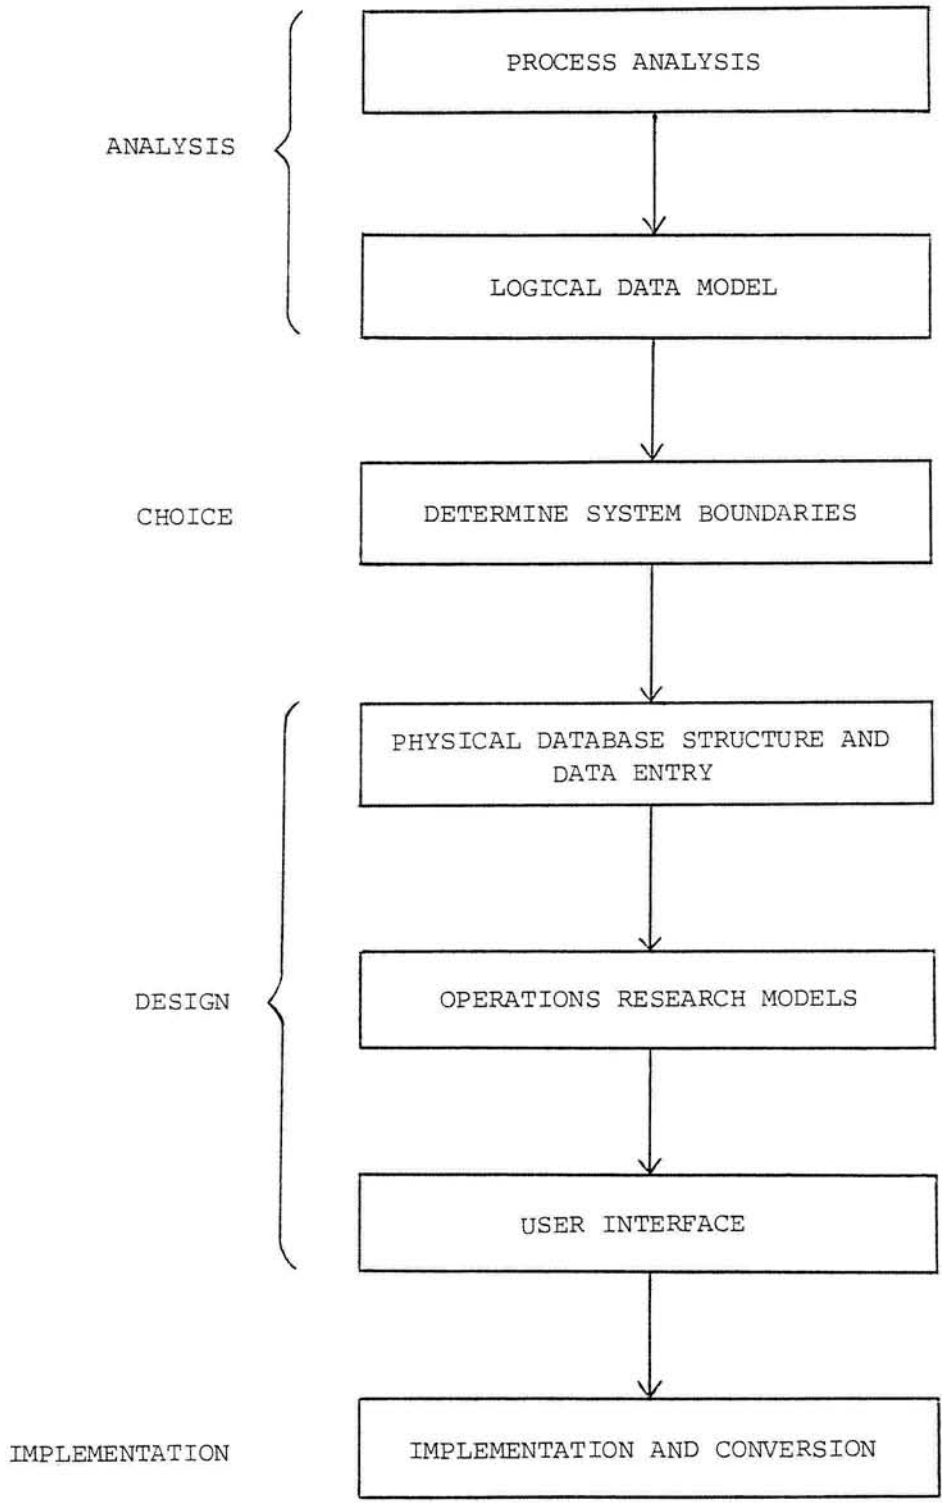 PROCESS ANALYSIS
ANALYSIS
LOGICAL DATA MODEL
CHOICE
DETERMINE SYSTEM BOUNDARIES
PHYSICAL DATABASE STRUCTURE AND
DATA ENTRY
DESIGN
OPERATIONS RESEARCH MODELS
USER INTERFACE
IMPLEMENTATION
IMPLEMENTATION AND CONVERSION